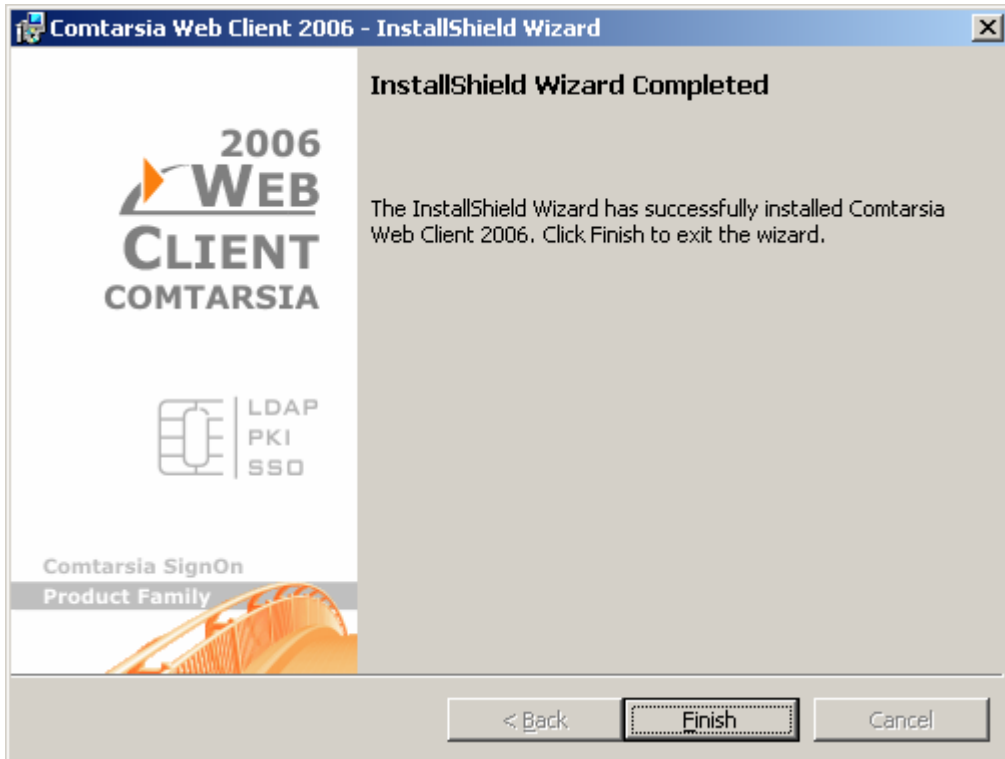 Comtarsia Web Client 2006 - InstallShield Wizard
InstallShield Wizard Completed
The InstallShield Wizard has successfully installed Comtarsia
Web Client 2006. Click Finish to exit the wizard.
2006
WEB
CLIENT
COMTARSIA
LDAP
PKI
SSO
Comtarsia SignOn
Product Family
< Back
Finish
Cancel